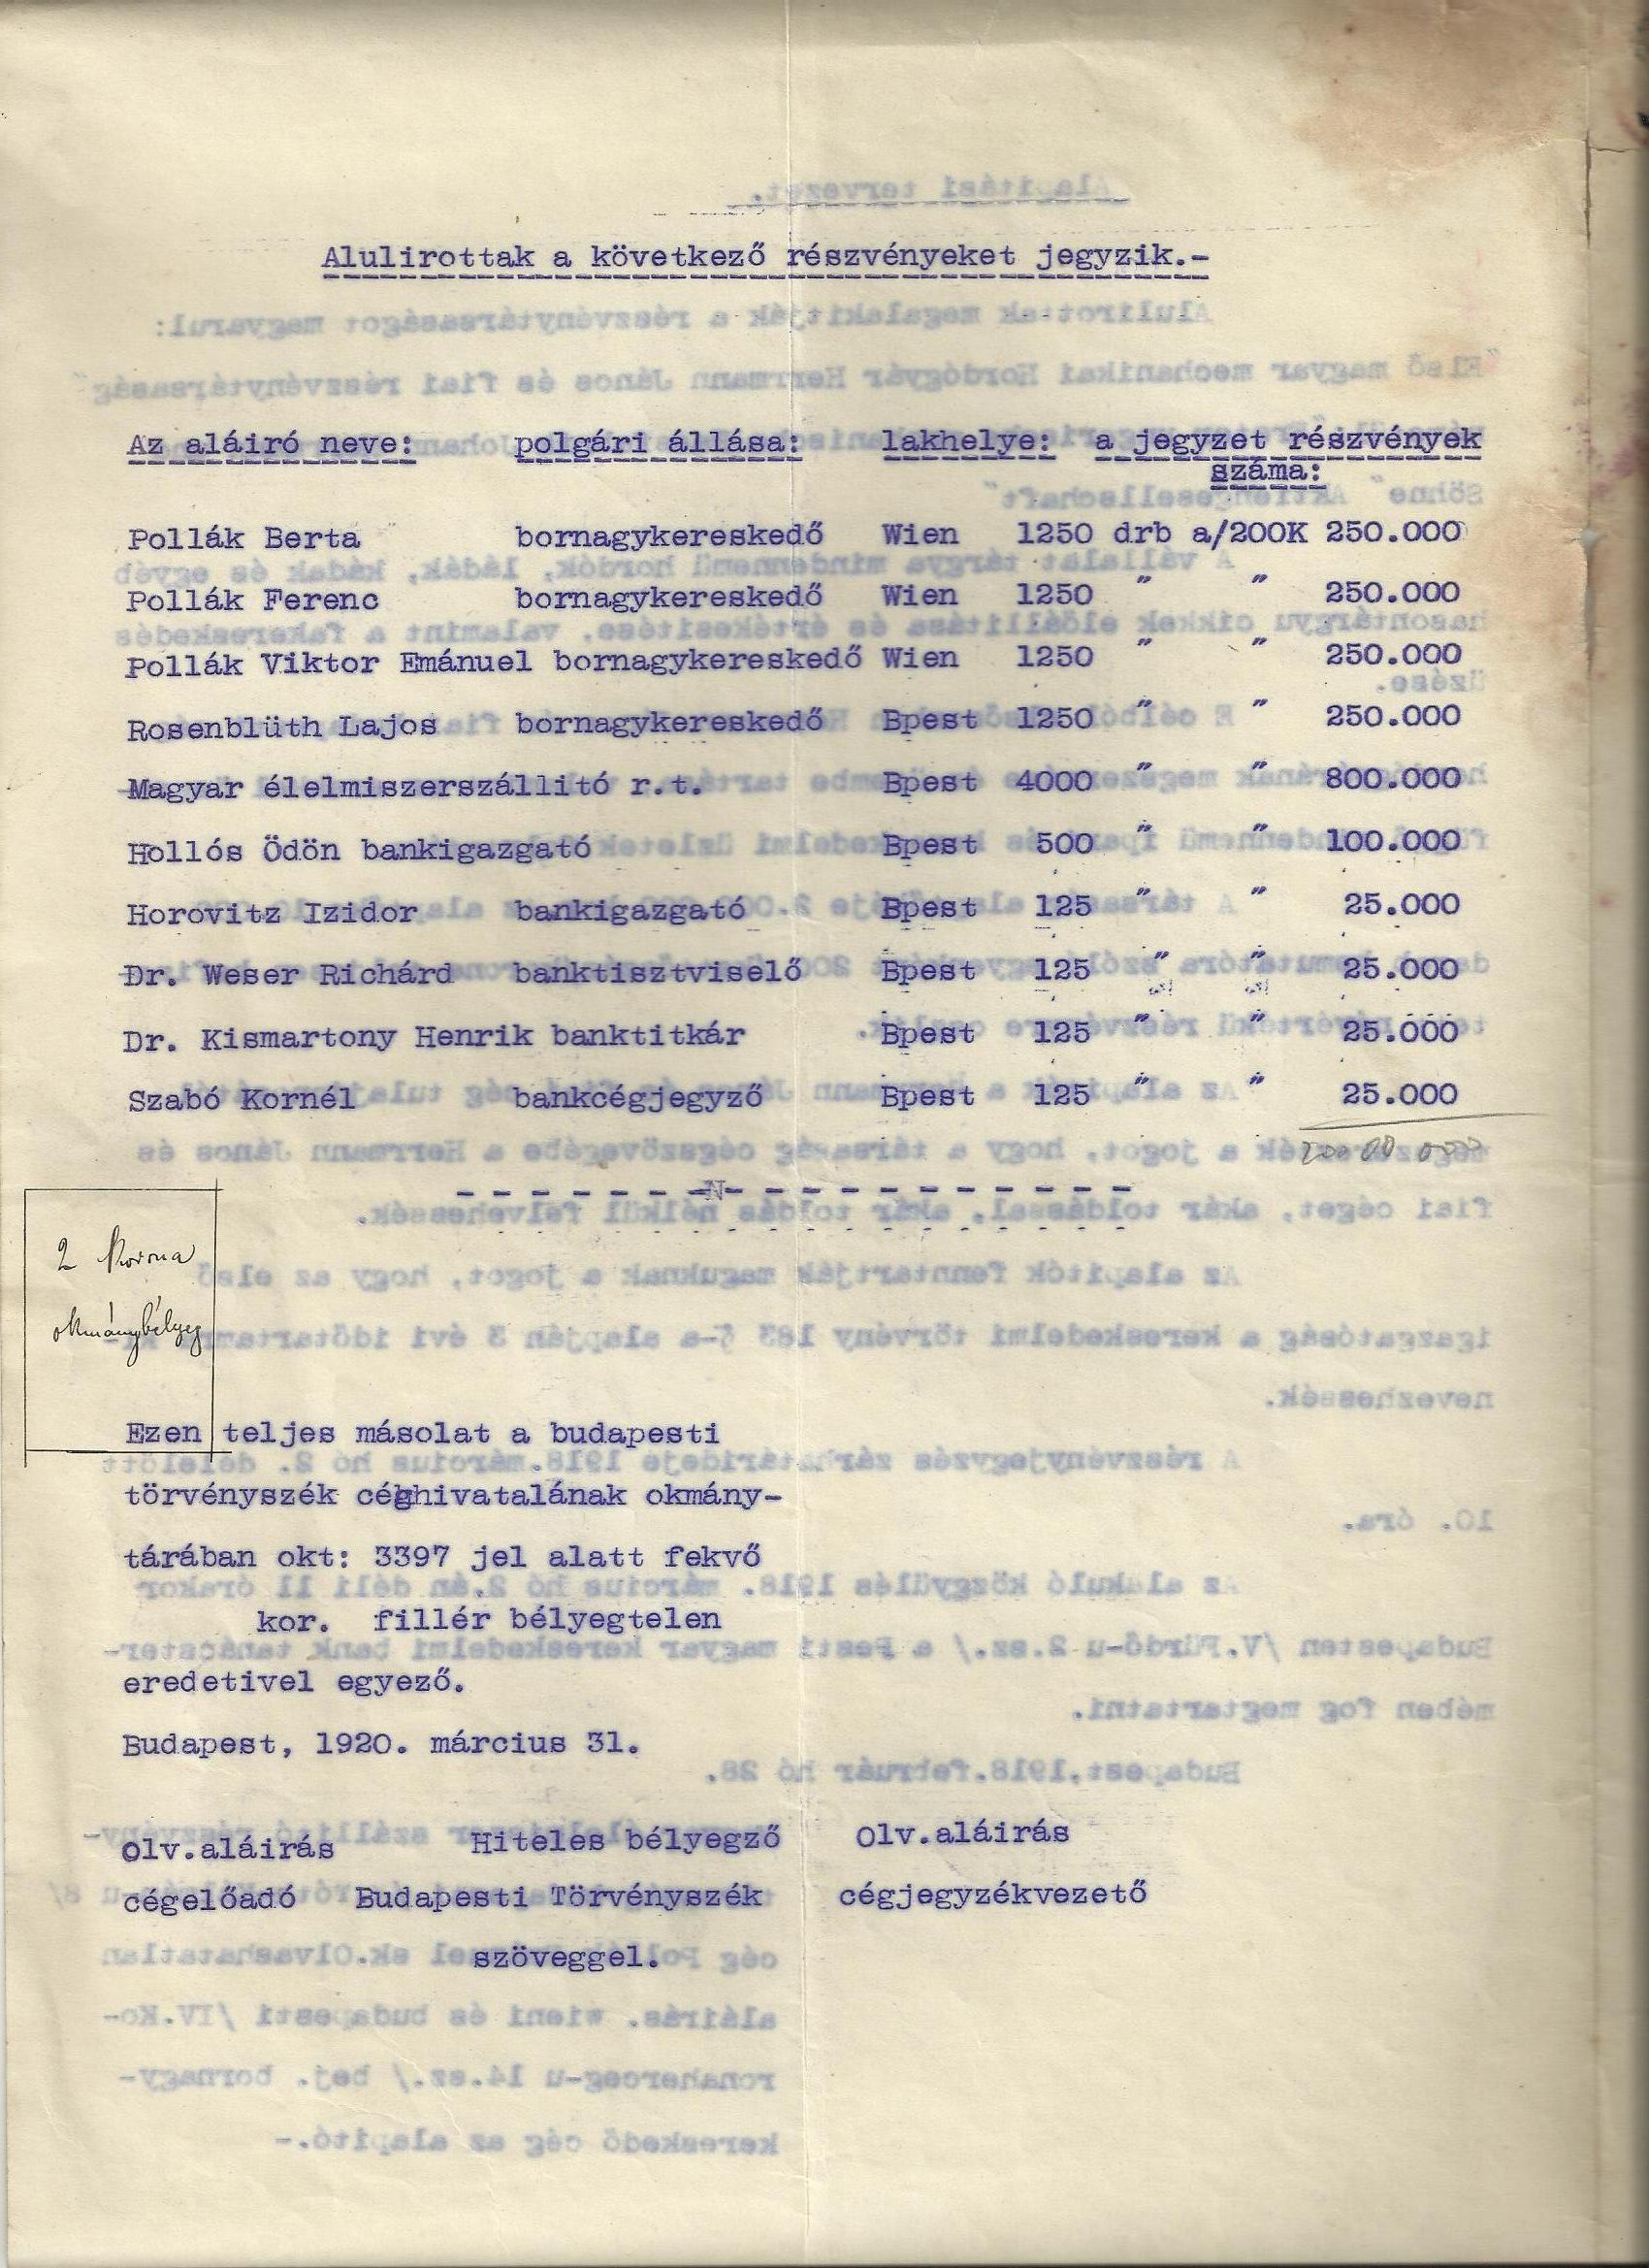 Alulirottak a következő részvényeket jegyzik.-
Az aláiró neve: polgári állása: lakhelye: a jegyzet részvények
száma:
Pollák Berta bornagykereskedő Wien 1250 drb a/200K 250.000
Pollák Ferenc bornagykereskedő Wien 1250 " " 250.000
Pollák Viktor Emánuel bornagykereskedő Wien 1250 " " 250.000
Rosenblüth Lajos bornagykereskedő Bpest 1250 " " 250.000
Magyar élelmiszerszállitó r.t. Bpest 4000 " " 800.000
Hollós Ödön bankigazgató Bpest 500 " " 100.000
Horovitz Izidor bankigazgató Bpest 125 " " 25.000
Dr. Weser Richárd banktisztviselő Bpest 125 " " 25.000
Dr. Kismartony Henrik banktitkár Bpest 125 " " 25.000
Szabó Kornél bankcégjegyző Bpest 125 " " 25.000
2 Korona
okmánybélyeg
Ezen teljes másolat a budapesti
törvényszék céghivatalának okmány-
tárában okt: 3397 jel alatt fekvő
kor. fillér bélyegtelen
eredetivel egyező.
Budapest, 1920. március 31.
Olv.aláirás Hiteles bélyegző Olv.aláirás
cégelőadó Budapesti Törvényszék cégjegyzékvezető
szöveggel.